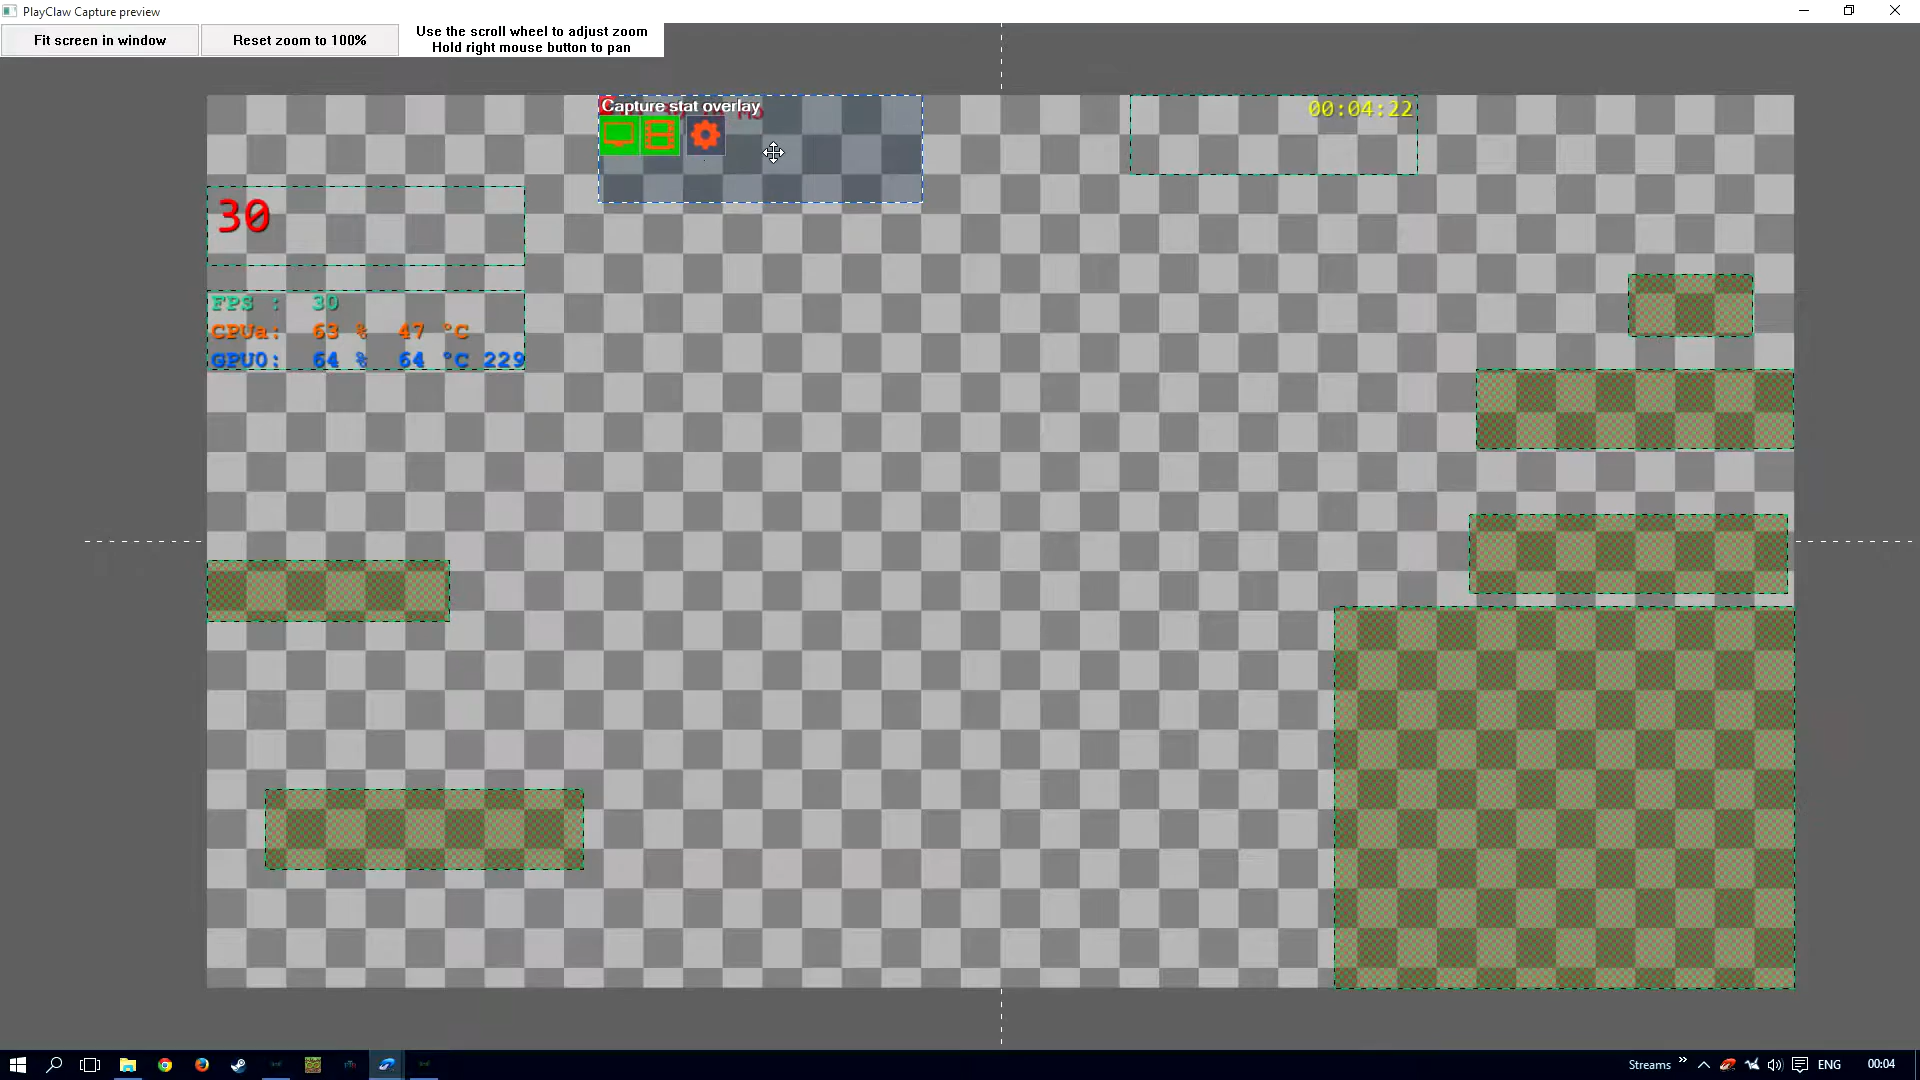 PlayClaw Capture preview
Fit screen in window
Reset zoom to 100%
Use the scroll wheel to adjust zoom
Hold right mouse button to pan
Capture stat overlay
00:04:22
30
FPS : 30
CPUa: 63 % 47 °C
GPU0: 64 % 64 °C 229
Streams
ENG
00:04